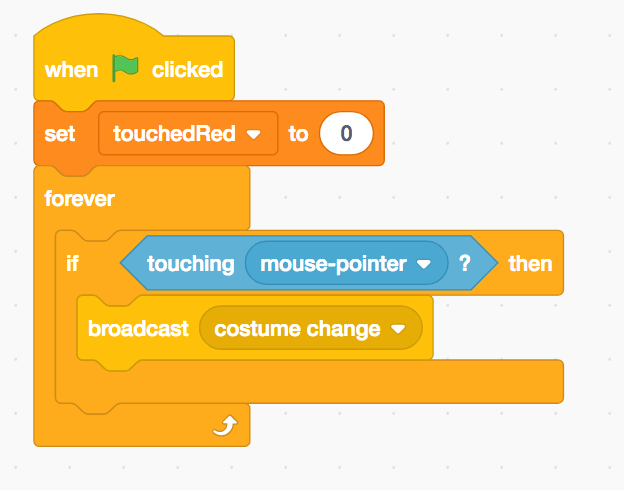 when clicked
set touchedRed to 0
forever
if touching mouse-pointer ? then
broadcast costume change